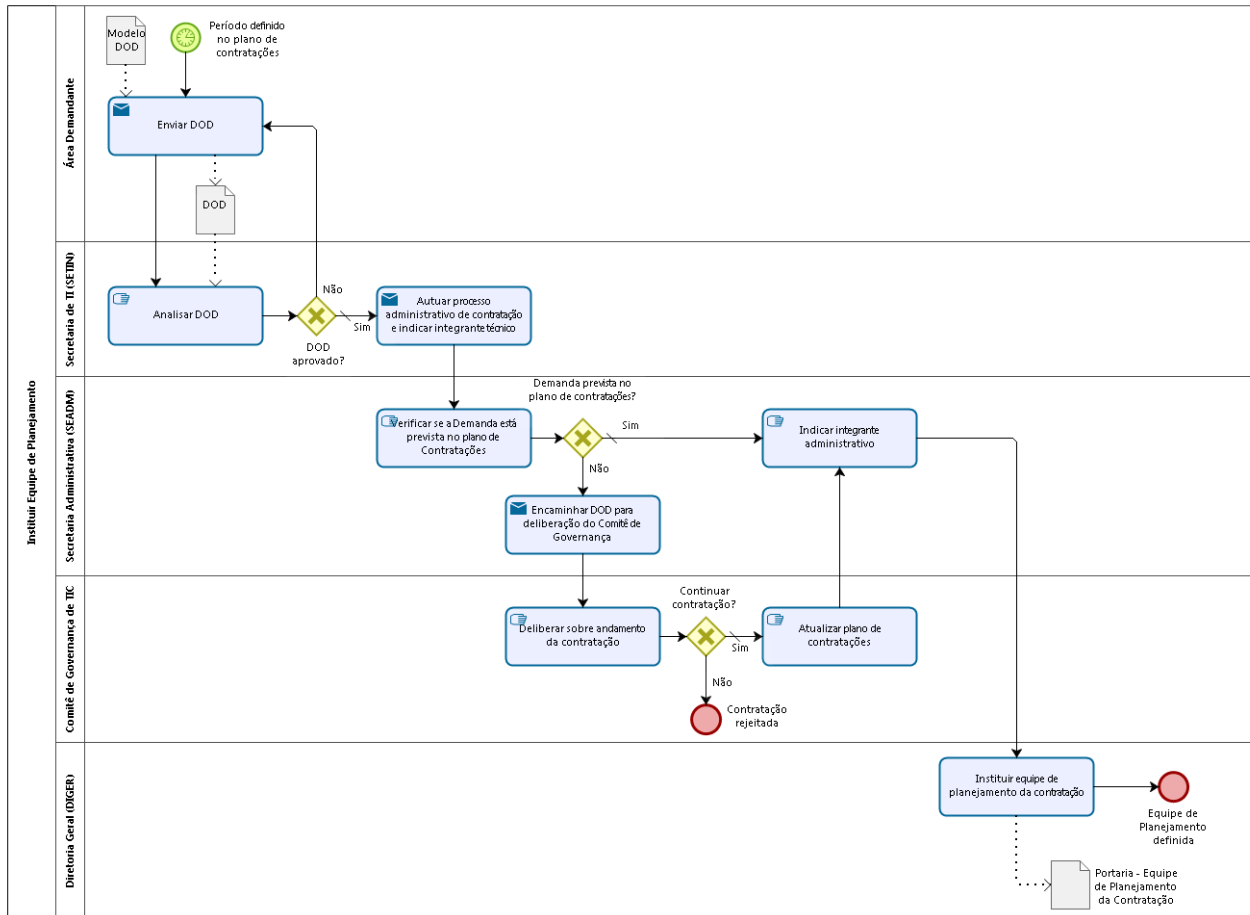 Instituir Equipe de Planejamento
Área Demandante
Modelo
DOD
Período definido
no plano de
contratações
Enviar DOD
DOD
Secretaria de TI (SETIN)
Analisar DOD
Não
Sim
DOD
aprovado?
Autuar processo
administrativo de contratação
e indicar integrante técnico
Secretaria Administrativa (SEADM)
Verificar se a Demanda está
prevista no plano de
Contratações
Demanda prevista no
plano de contratações?
Sim
Não
Indicar integrante
administrativo
Encaminhar DOD para
deliberação do Comitê de
Governança
Comitê de Governança de TIC
Deliberar sobre andamento
da contratação
Continuar
contratação?
Sim
Não
Atualizar plano de
contratações
Contratação
rejeitada
Diretoria Geral (DIGER)
Instituir equipe de
planejamento da contratação
Equipe de
Planejamento
definida
Portaria - Equipe
de Planejamento
da Contratação